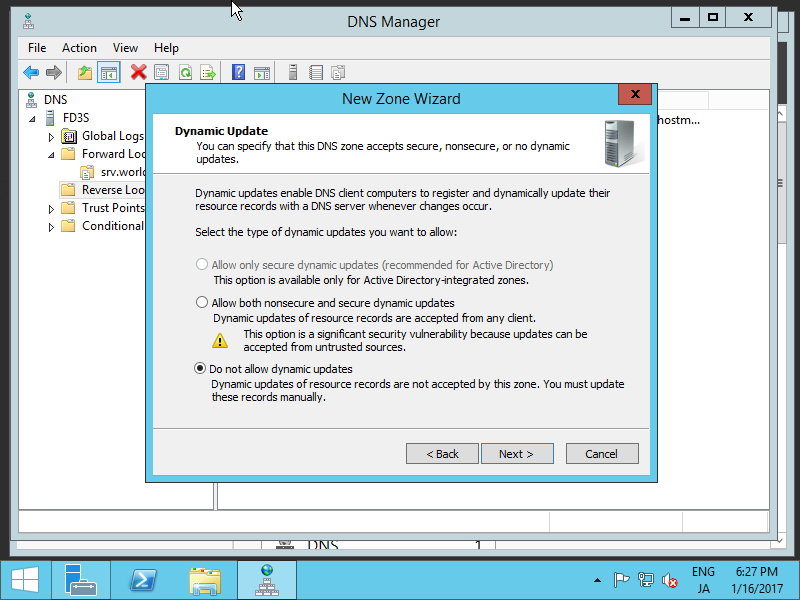 DNS Manager
File Action View Help
DNS
FD3S
Global Logs
Forward Loo
srv.world
Reverse Loo
Trust Points
Conditional
hostm...
New Zone Wizard
Dynamic Update
You can specify that this DNS zone accepts secure, nonsecure, or no dynamic
updates.
Dynamic updates enable DNS client computers to register and dynamically update their
resource records with a DNS server whenever changes occur.
Select the type of dynamic updates you want to allow:
Allow only secure dynamic updates (recommended for Active Directory)
This option is available only for Active Directory-integrated zones.
Allow both nonsecure and secure dynamic updates
Dynamic updates of resource records are accepted from any client.
This option is a significant security vulnerability because updates can be
accepted from untrusted sources.
Do not allow dynamic updates
Dynamic updates of resource records are not accepted by this zone. You must update
these records manually.
< Back Next > Cancel
DNS 1
ENG 6:27 PM
JA 1/16/2017